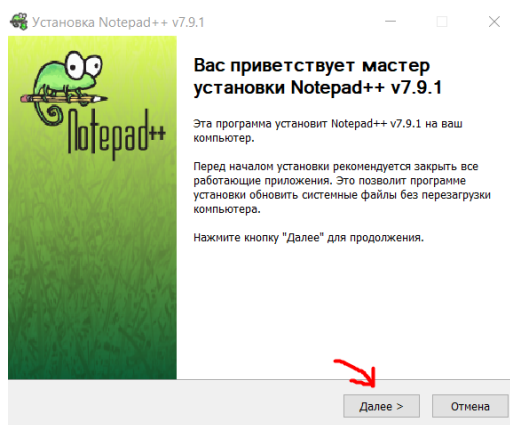 Установка Notepad++ v7.9.1
Notepad++
Вас приветствует мастер
установки Notepad++ v7.9.1
Эта программа установит Notepad++ v7.9.1 на ваш
компьютер.
Перед началом установки рекомендуется закрыть все
работающие приложения. Это позволит программе
установки обновить системные файлы без перезагрузки
компьютера.
Нажмите кнопку "Далее" для продолжения.
Далее >
Отмена